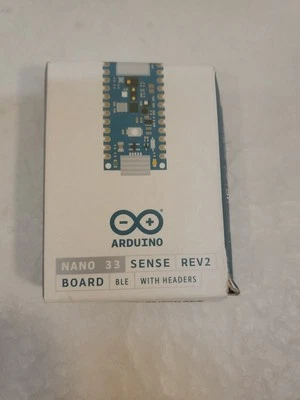 ARDUINO
NANO 33 SENSE REV2
BOARD BLE WITH HEADERS